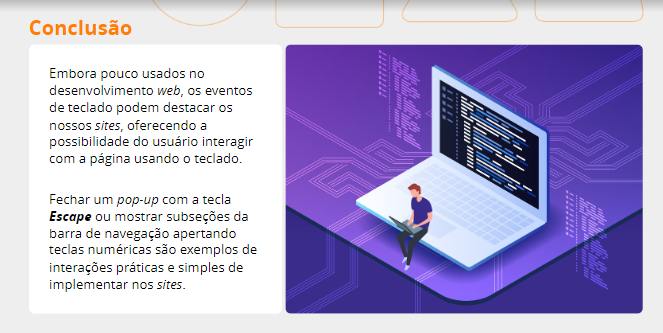 Conclusão
Embora pouco usados no
desenvolvimento web, os eventos
de teclado podem destacar os
nossos sites, oferecendo a
possibilidade do usuário interagir
com a página usando o teclado.
Fechar um pop-up com a tecla
Escape ou mostrar subseções da
barra de navegação apertando
teclas numéricas são exemplos de
interações práticas e simples de
implementar nos sites.